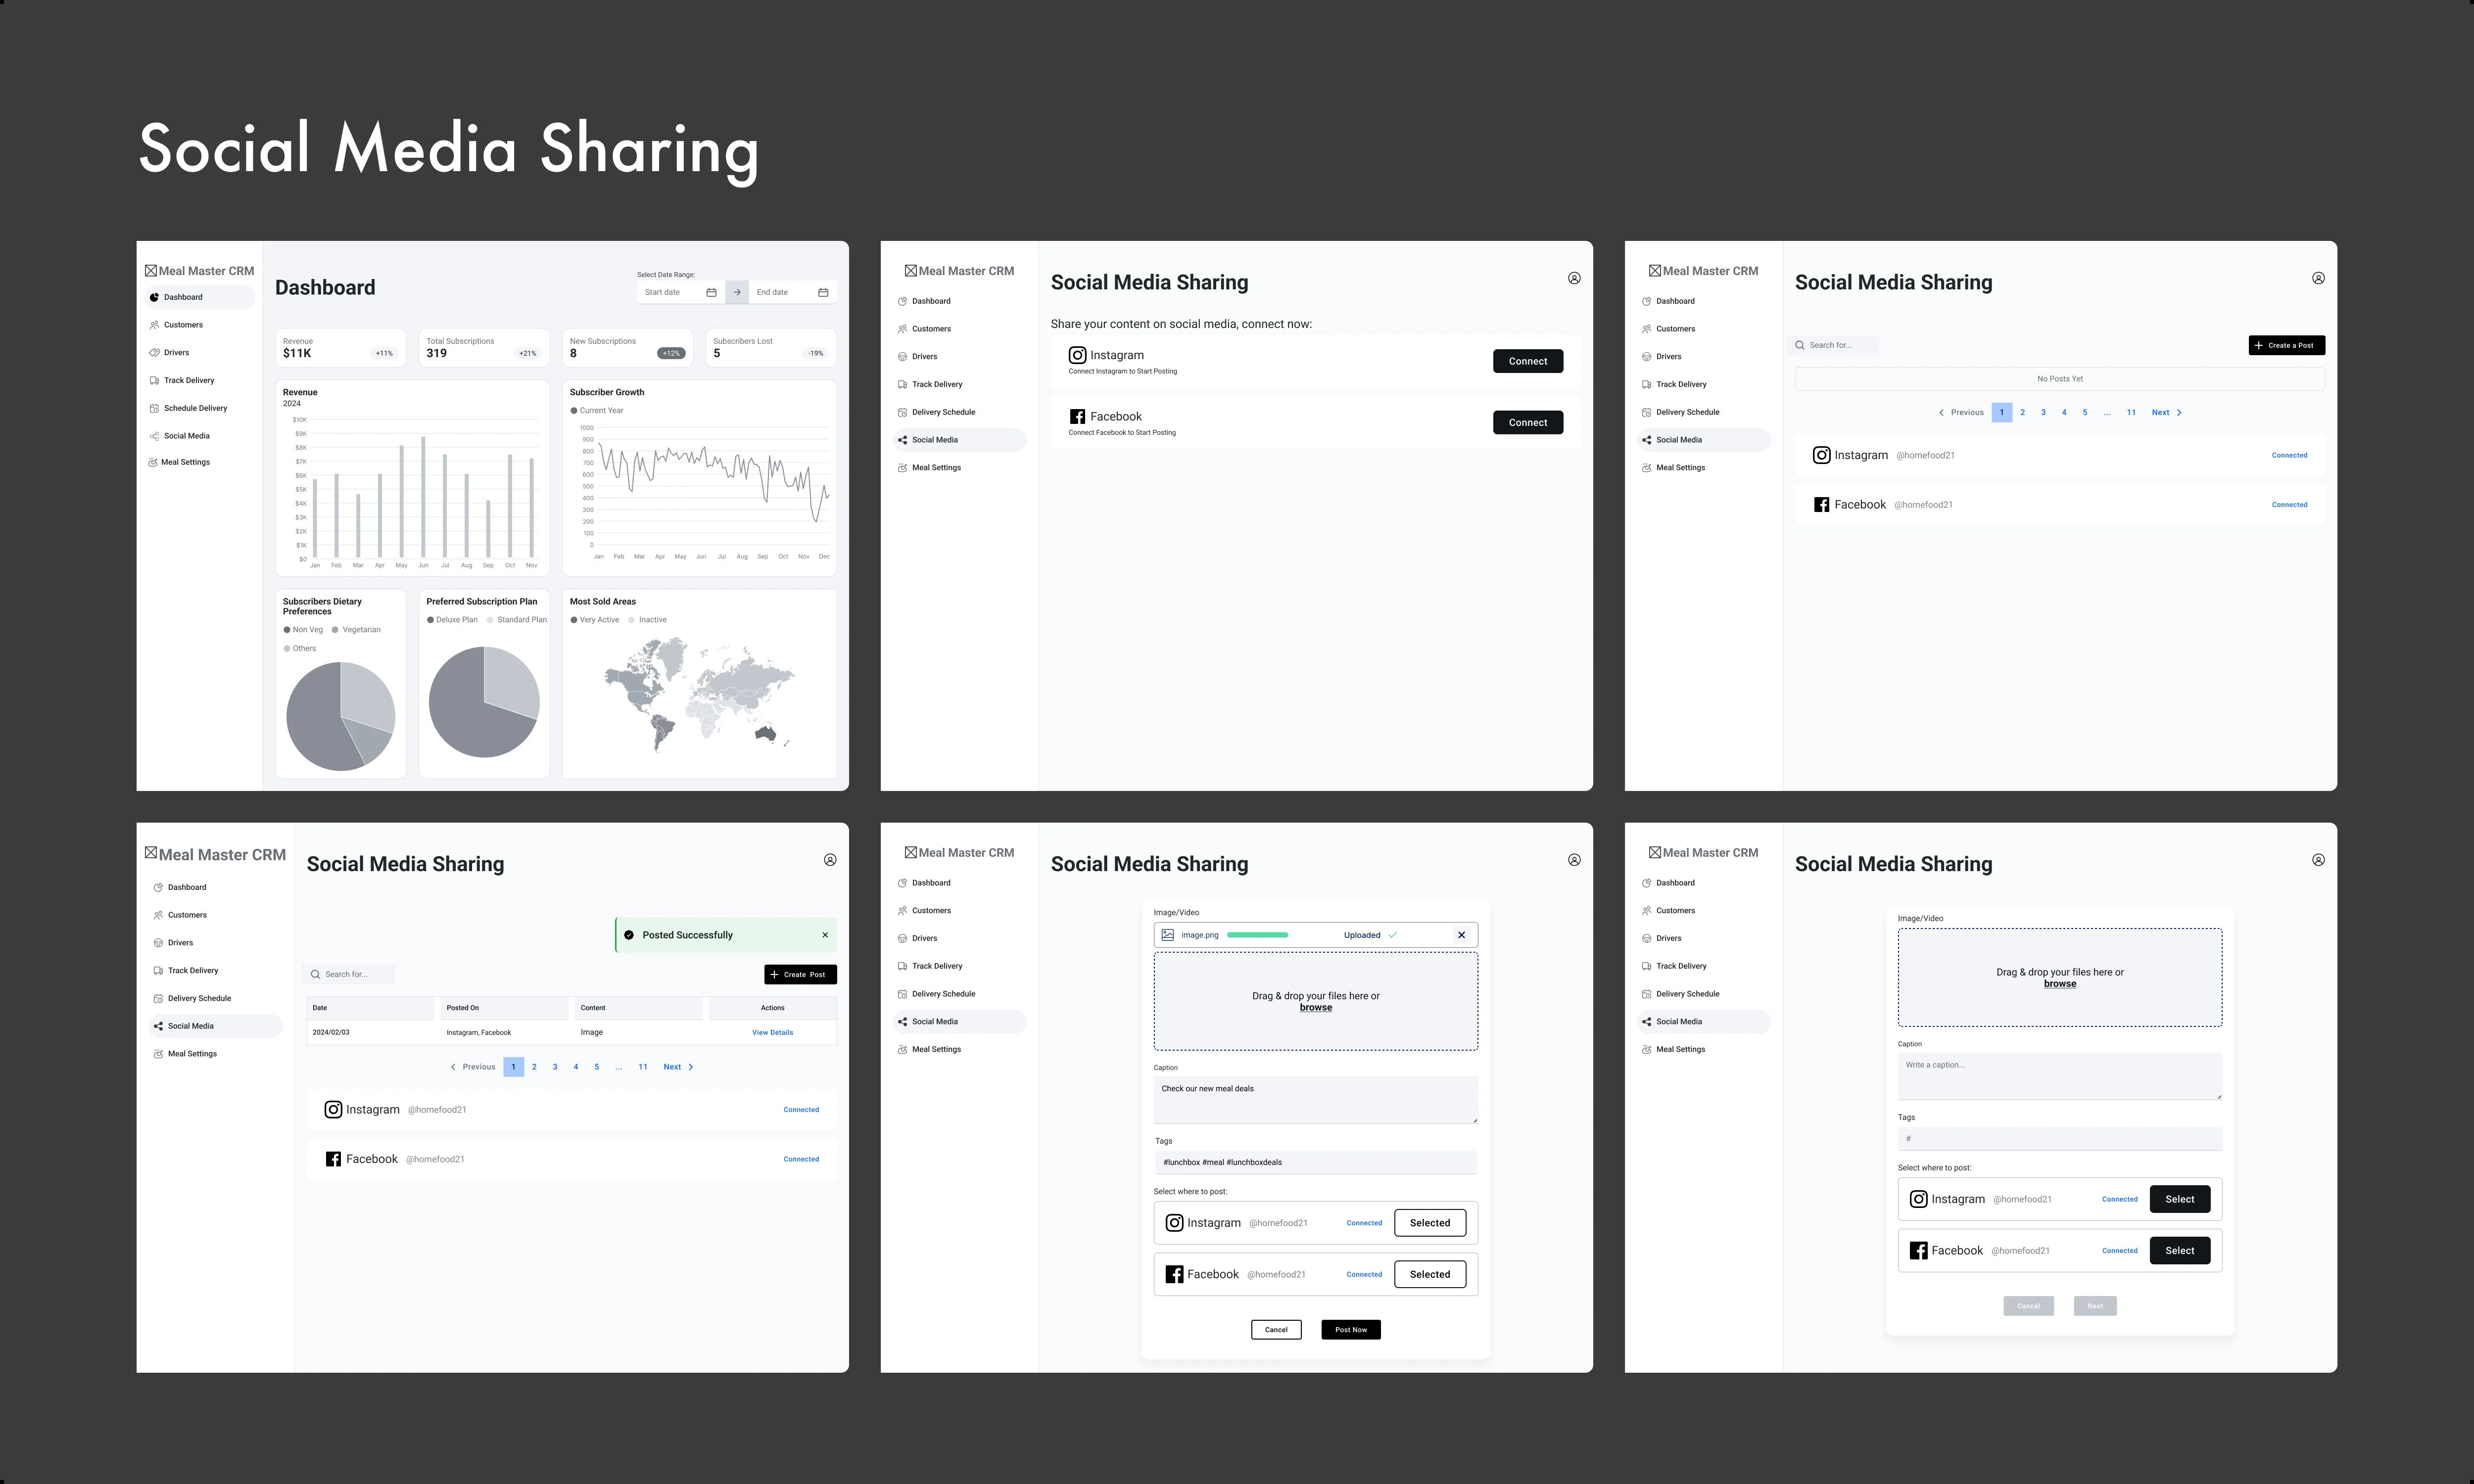 Social Media Sharing
Meal Master CRM
Dashboard
Customers
Drivers
Track Delivery
Schedule Delivery
Social Media
Meal Settings
Dashboard
Select Date Range:
Start date
End date
Revenue
$11K
+11%
Total Subscriptions
319
+21%
New Subscriptions
8
+12%
Subscribers Lost
5
-19%
Revenue
2024
$10K
$9K
$8K
$7K
$6K
$5K
$4K
$3K
$2K
$1K
$0
Jan Feb Mar Apr May Jun Jul Aug Sep Oct Nov
Subscriber Growth
Current Year
1000
900
800
700
600
500
400
300
200
100
0
Jan Feb Mar Apr May Jun Jul Aug Sep Oct Nov Dec
Subscribers Dietary
Preferences
Non Veg Vegetarian
Others
Preferred Subscription Plan
Deluxe Plan Standard Plan
Most Sold Areas
Very Active Inactive
Meal Master CRM
Dashboard
Customers
Drivers
Track Delivery
Delivery Schedule
Social Media
Meal Settings
Social Media Sharing
Share your content on social media, connect now:
Instagram
Connect Instagram to Start Posting
Connect
Facebook
Connect Facebook to Start Posting
Connect
Meal Master CRM
Dashboard
Customers
Drivers
Track Delivery
Delivery Schedule
Social Media
Meal Settings
Social Media Sharing
Search for...
Create a Post
No Posts Yet
Previous 1 2 3 4 5 ... 11 Next
Instagram @homefood21 Connected
Facebook @homefood21 Connected
Meal Master CRM
Dashboard
Customers
Drivers
Track Delivery
Delivery Schedule
Social Media
Meal Settings
Social Media Sharing
Posted Successfully
Search for...
Create Post
Date Posted On Content Actions
2024/02/03 Instagram, Facebook Image View Details
Previous 1 2 3 4 5 ... 11 Next
Instagram @homefood21 Connected
Facebook @homefood21 Connected
Meal Master CRM
Dashboard
Customers
Drivers
Track Delivery
Delivery Schedule
Social Media
Meal Settings
Social Media Sharing
Image/Video
image.png Uploaded
Drag & drop your files here or
browse
Caption
Check our new meal deals
Tags
#lunchbox #meal #lunchboxdeals
Select where to post:
Instagram @homefood21 Connected Selected
Facebook @homefood21 Connected Selected
Cancel Post Now
Meal Master CRM
Dashboard
Customers
Drivers
Track Delivery
Delivery Schedule
Social Media
Meal Settings
Social Media Sharing
Image/Video
Drag & drop your files here or
browse
Caption
Write a caption...
Tags
#
Select where to post:
Instagram @homefood21 Connected Select
Facebook @homefood21 Connected Select
Cancel Next